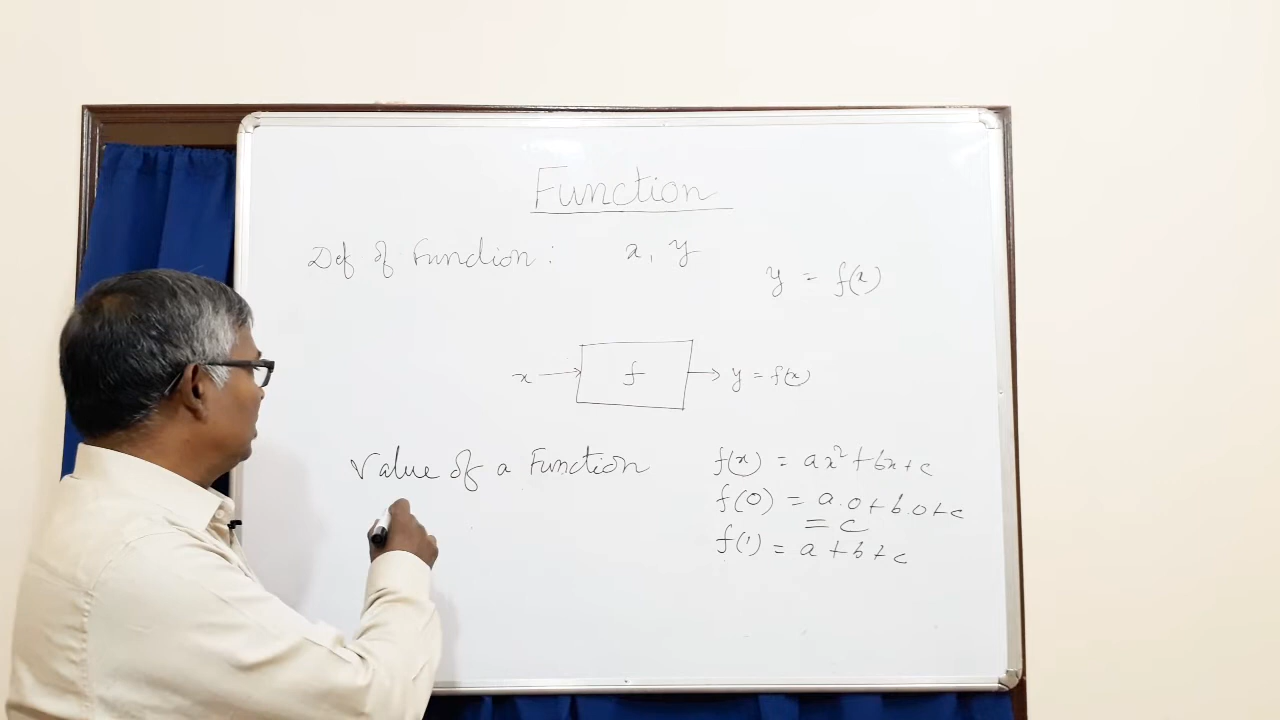 Function
Def of Function : x, y
y = f(x)
x → f → y = f(x)
Value of a Function
f(x) = ax² + bx + c
f(0) = a.0 + b.0 + c
= c
f(1) = a + b + c